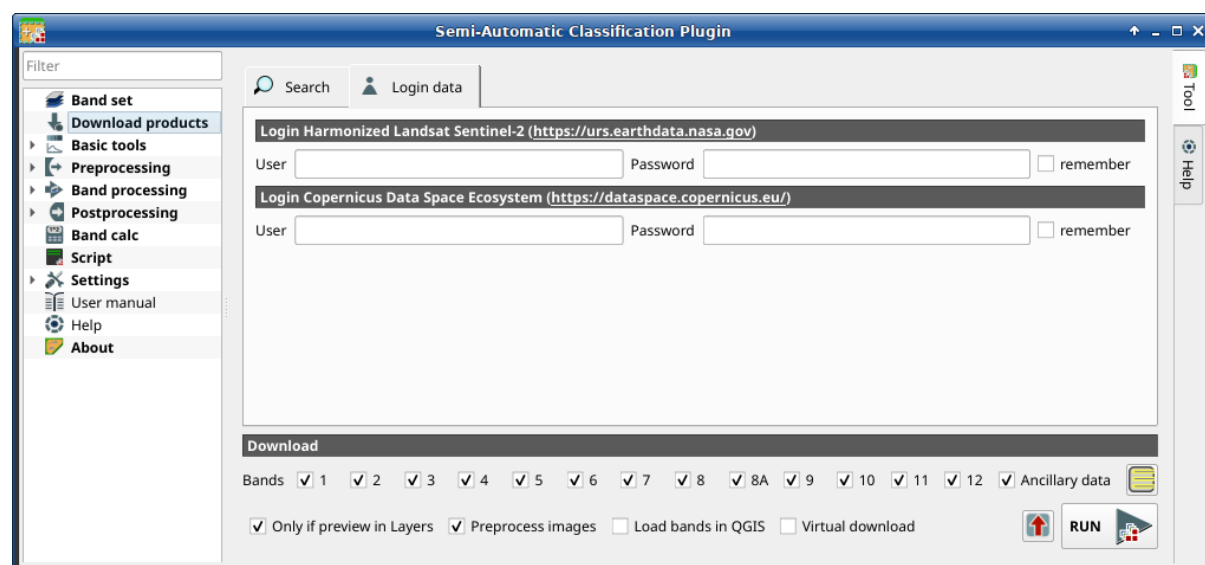 Semi-Automatic Classification Plugin
Filter
Band set
Download products
Basic tools
Preprocessing
Band processing
Postprocessing
Band calc
Script
Settings
User manual
Help
About
Search Login data
Login Harmonized Landsat Sentinel-2 (https://urs.earthdata.nasa.gov)
User Password remember
Login Copernicus Data Space Ecosystem (https://dataspace.copernicus.eu/)
User Password remember
Download
Bands 1 2 3 4 5 6 7 8 8A 9 10 11 12 Ancillary data
Only if preview in Layers Preprocess images Load bands in QGIS Virtual download RUN
Tool
Help